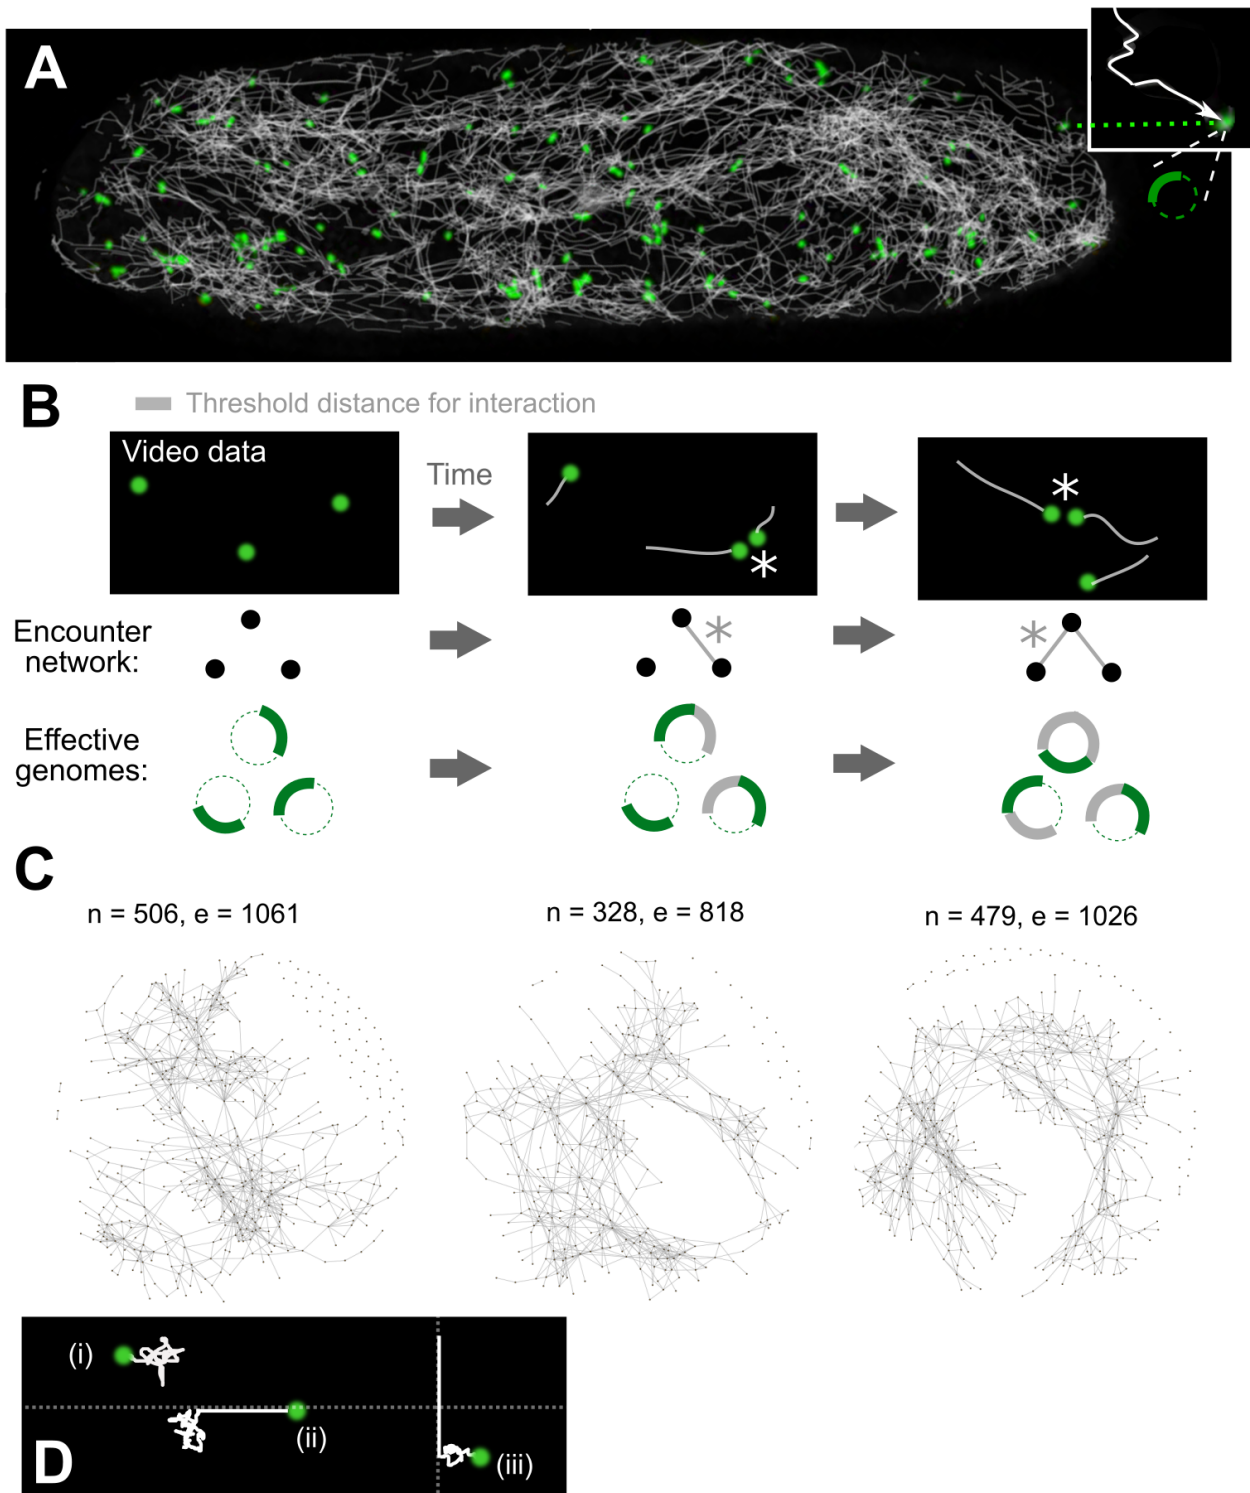 A
B
Threshold distance for interaction
Video data
Time
*
*
Encounter
network:
*
*
Effective
genomes:
C
n = 506, e = 1061
n = 328, e = 818
n = 479, e = 1026
(i)
(ii)
(iii)
D